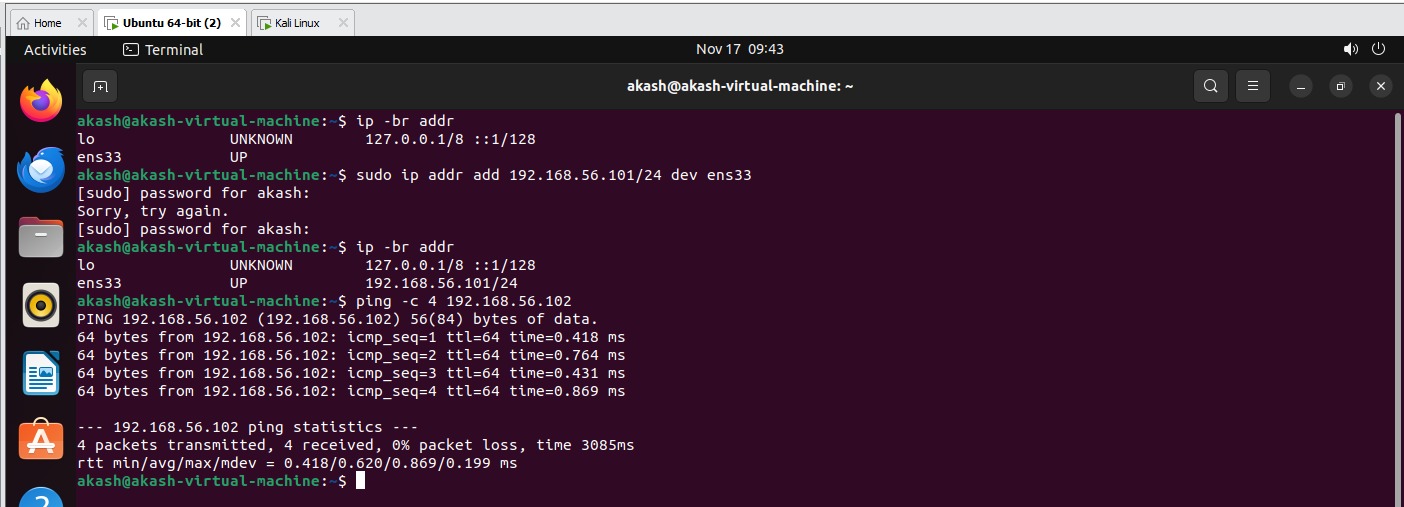 Home
Ubuntu 64-bit (2)
Kali Linux
Activities
Terminal
Nov 17 09:43
akash@akash-virtual-machine: ~
akash@akash-virtual-machine:~$ ip -br addr
lo               UNKNOWN        127.0.0.1/8 ::1/128
ens33            UP
akash@akash-virtual-machine:~$ sudo ip addr add 192.168.56.101/24 dev ens33
[sudo] password for akash:
Sorry, try again.
[sudo] password for akash:
akash@akash-virtual-machine:~$ ip -br addr
lo               UNKNOWN        127.0.0.1/8 ::1/128
ens33            UP             192.168.56.101/24
akash@akash-virtual-machine:~$ ping -c 4 192.168.56.102
PING 192.168.56.102 (192.168.56.102) 56(84) bytes of data.
64 bytes from 192.168.56.102: icmp_seq=1 ttl=64 time=0.418 ms
64 bytes from 192.168.56.102: icmp_seq=2 ttl=64 time=0.764 ms
64 bytes from 192.168.56.102: icmp_seq=3 ttl=64 time=0.431 ms
64 bytes from 192.168.56.102: icmp_seq=4 ttl=64 time=0.869 ms
--- 192.168.56.102 ping statistics ---
4 packets transmitted, 4 received, 0% packet loss, time 3085ms
rtt min/avg/max/mdev = 0.418/0.620/0.869/0.199 ms
akash@akash-virtual-machine:~$